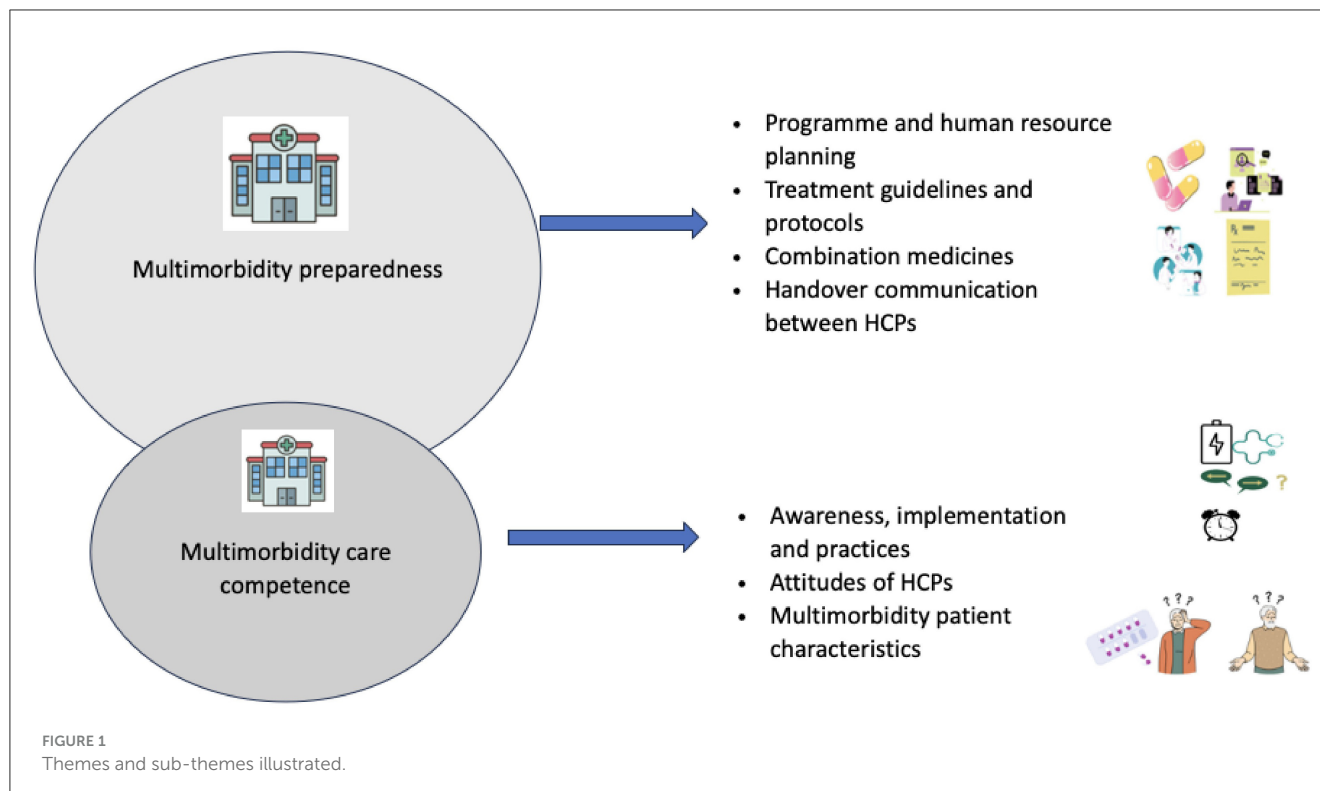 Multimorbidity preparedness
• Programme and human resource
planning
• Treatment guidelines and
protocols
• Combination medicines
• Handover communication
between HCPs
Multimorbidity care
competence
• Awareness, implementation
and practices
• Attitudes of HCPs
• Multimorbidity patient
characteristics
?
? ? ?
? ? ?
FIGURE 1
Themes and sub-themes illustrated.